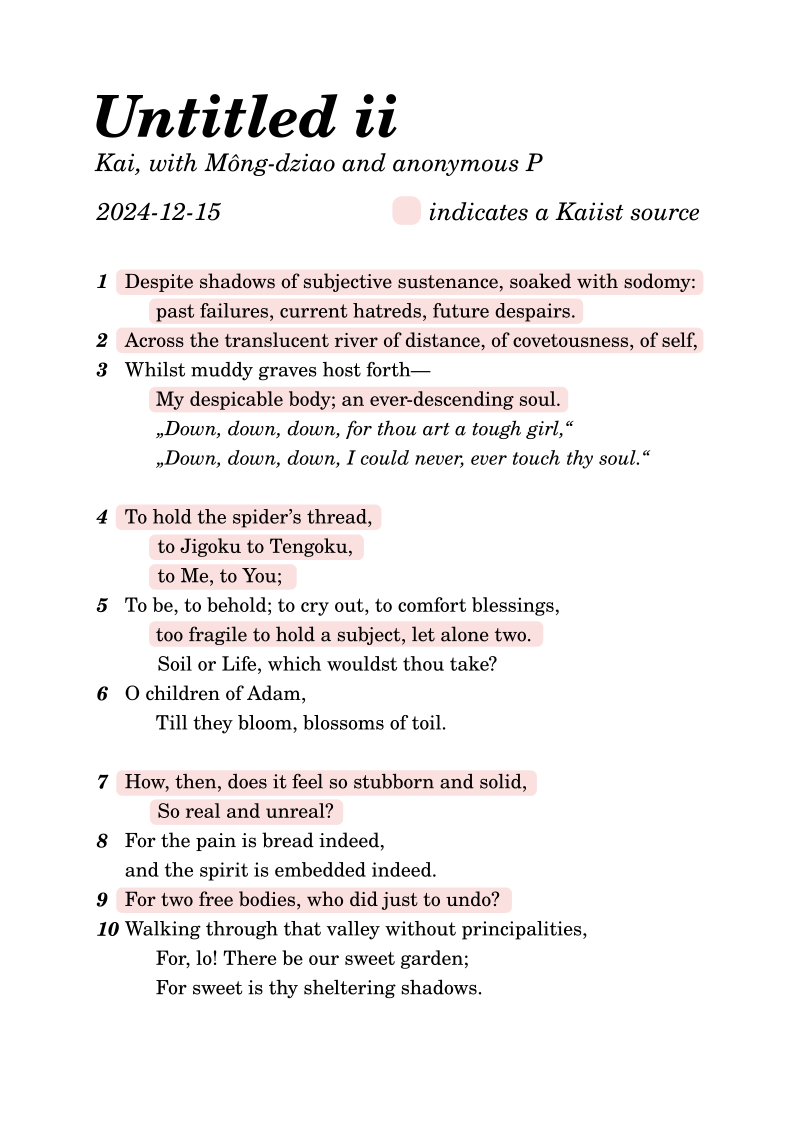 Untitled ii
Kai, with Mông-dziao and anonymous P
2024-12-15 indicates a Kaiist source
1 Despite shadows of subjective sustenance, soaked with sodomy:
past failures, current hatreds, future despairs.
2 Across the translucent river of distance, of covetousness, of self,
3 Whilst muddy graves host forth—
My despicable body; an ever-descending soul.
„Down, down, down, for thou art a tough girl,“
„Down, down, down, I could never, ever touch thy soul.“
4 To hold the spider’s thread,
to Jigoku to Tengoku,
to Me, to You;
5 To be, to behold; to cry out, to comfort blessings,
too fragile to hold a subject, let alone two.
Soil or Life, which wouldst thou take?
6 O children of Adam,
Till they bloom, blossoms of toil.
7 How, then, does it feel so stubborn and solid,
So real and unreal?
8 For the pain is bread indeed,
and the spirit is embedded indeed.
9 For two free bodies, who did just to undo?
10 Walking through that valley without principalities,
For, lo! There be our sweet garden;
For sweet is thy sheltering shadows.